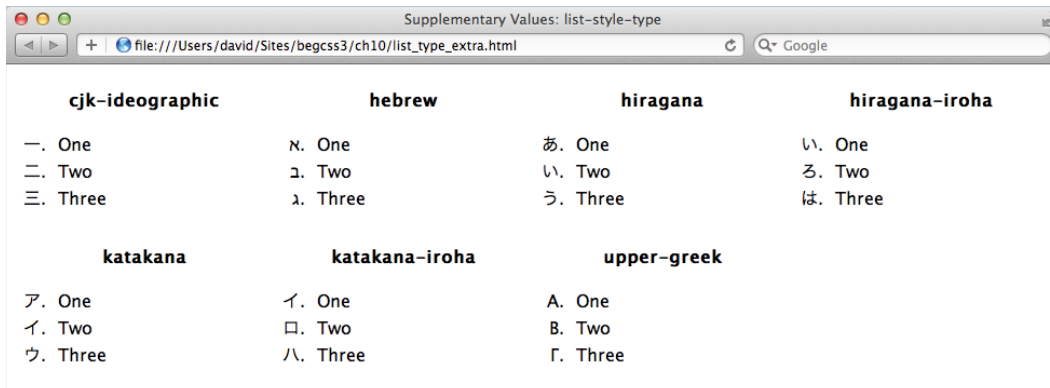 Supplementary Values: list-style-type
file:///Users/david/Sites/begcss3/ch10/list_type_extra.html
Google
cjk-ideographic hebrew hiragana hiragana-iroha
一. One א. One あ. One い. One
二. Two ב. Two い. Two ろ. Two
三. Three ג. Three う. Three は. Three
katakana katakana-iroha upper-greek
ア. One イ. One Α. One
イ. Two ロ. Two Β. Two
ウ. Three ハ. Three Γ. Three